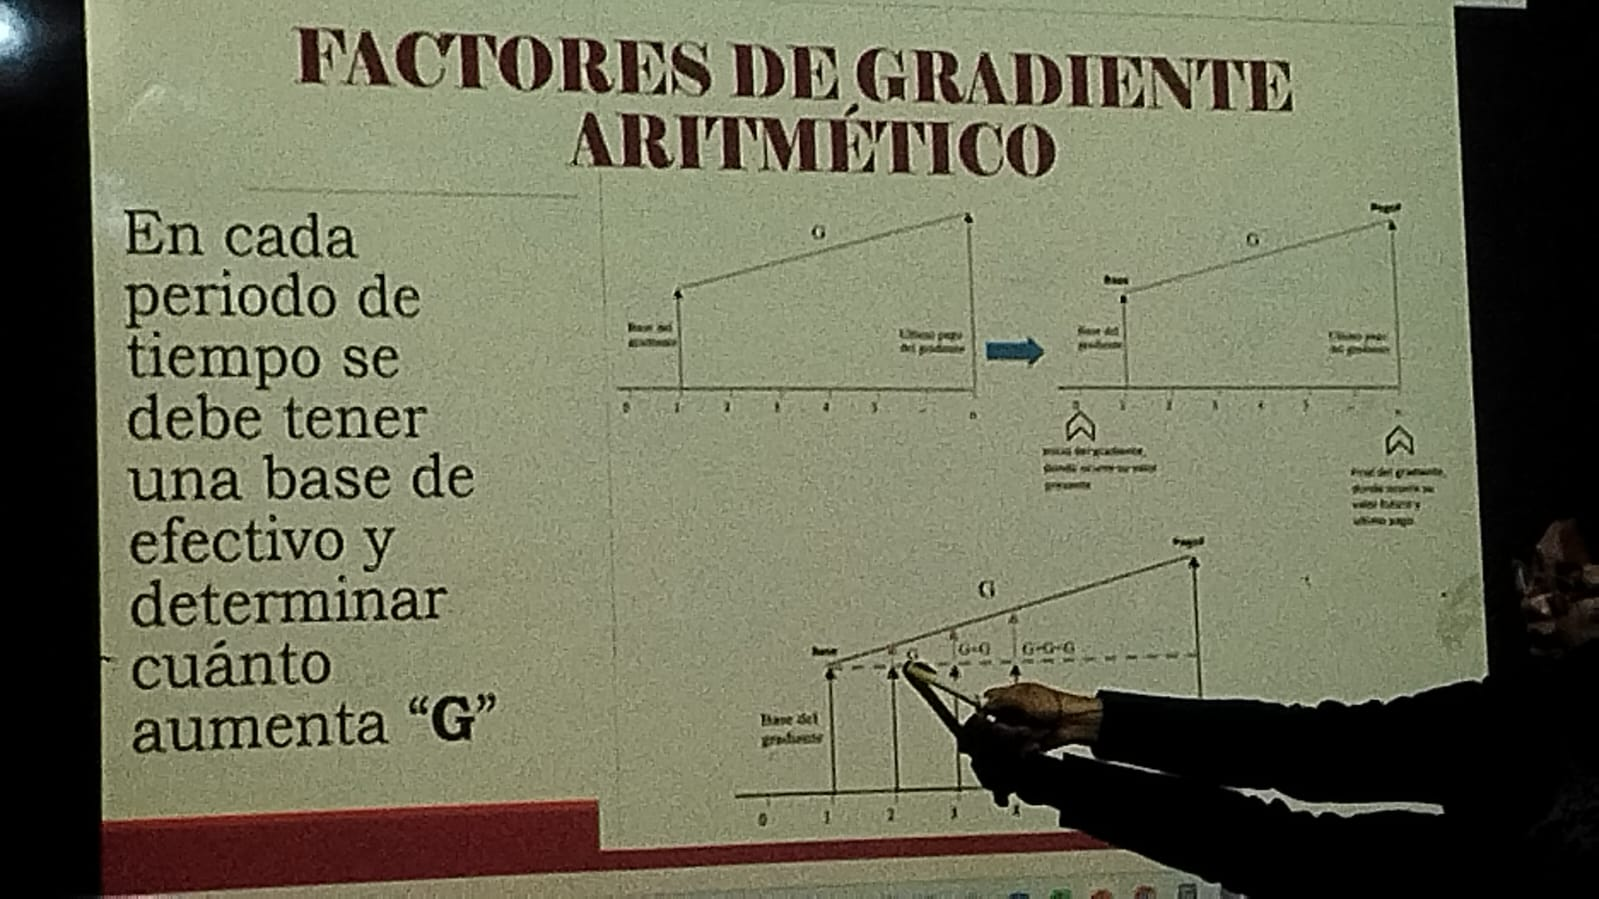 FACTORES DE GRADIENTE
ARITMÉTICO
En cada
periodo de
tiempo se
debe tener
una base de
efectivo y
determinar
cuánto
aumenta “G”
G
Base del
gradiente
Último pago
del gradiente
0 1 2 3 4 5 n
G
Base
Base del
gradiente
Último pago
del gradiente
0 1 2 3 4 5
Inicio del gradiente,
donde ocurre su valor
presente
Final del gradiente,
donde ocurre su
valor futuro y
último pago
G
Base
G
G+G
G+G+G
Base del
gradiente
0 1 2 3 4